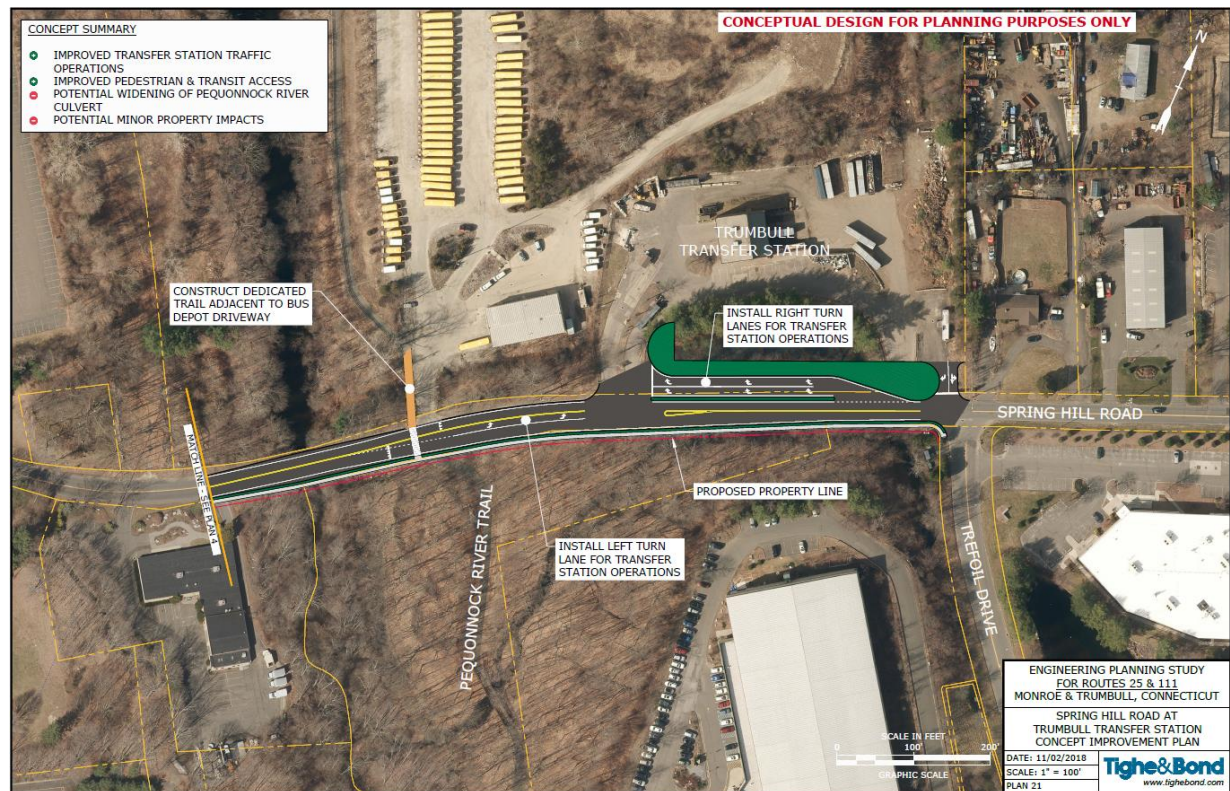 CONCEPTUAL DESIGN FOR PLANNING PURPOSES ONLY
CONCEPT SUMMARY
IMPROVED TRANSFER STATION TRAFFIC
OPERATIONS
IMPROVED PEDESTRIAN & TRANSIT ACCESS
POTENTIAL WIDENING OF PEQUONNOCK RIVER
CULVERT
POTENTIAL MINOR PROPERTY IMPACTS
N
TRUMBULL
TRANSFER STATION
CONSTRUCT DEDICATED
TRAIL ADJACENT TO BUS
DEPOT DRIVEWAY
INSTALL RIGHT TURN
LANES FOR TRANSFER
STATION OPERATIONS
SPRING HILL ROAD
MATCH LINE - SEE PLAN 4
PROPOSED PROPERTY LINE
INSTALL LEFT TURN
LANE FOR TRANSFER
STATION OPERATIONS
PEQUONNOCK RIVER TRAIL
TREFOIL DRIVE
SCALE IN FEET
0 100' 200'
GRAPHIC SCALE
ENGINEERING PLANNING STUDY
FOR ROUTES 25 & 111
MONROE & TRUMBULL, CONNECTICUT
SPRING HILL ROAD AT
TRUMBULL TRANSFER STATION
CONCEPT IMPROVEMENT PLAN
DATE: 11/02/2018
SCALE: 1" = 100'
PLAN 21
Tighe&Bond
www.tighebond.com